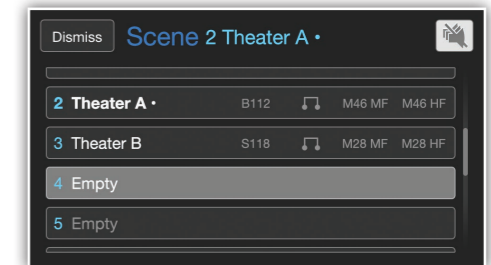 Dismiss Scene 2 Theater A •
2 Theater A • B112 M46 MF M46 HF
3 Theater B S118 M28 MF M28 HF
4 Empty
5 Empty